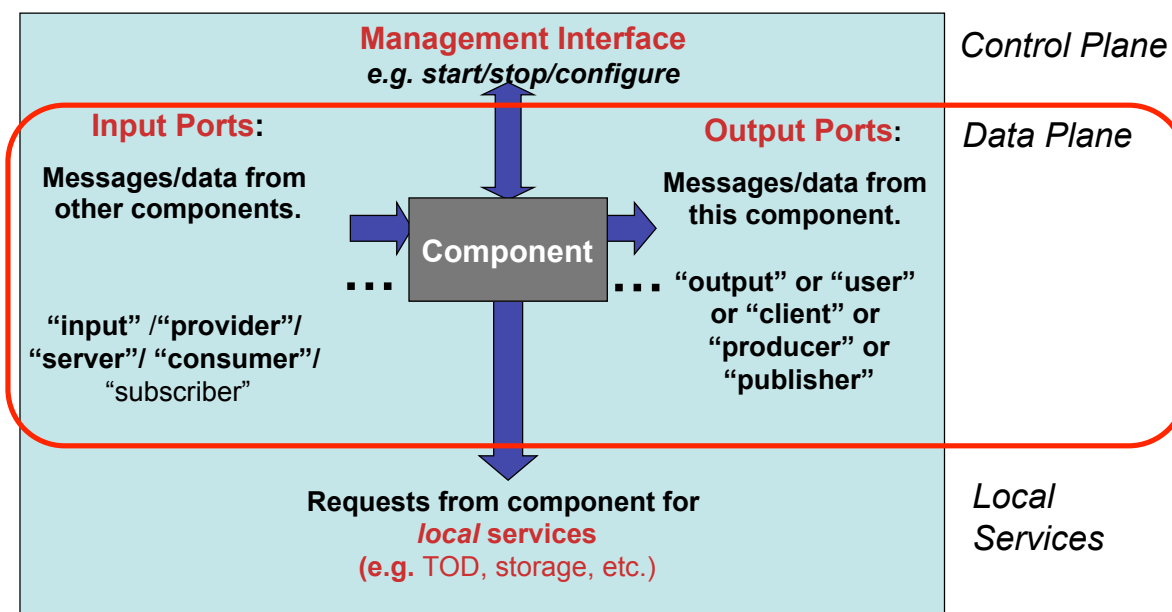 Management Interface
e.g. start/stop/configure
Control Plane
Input Ports:
Output Ports:
Data Plane
Messages/data from
other components.
Messages/data from
this component.
Component
...
...
“input” /“provider”/
“server”/ “consumer”/
“subscriber”
“output” or “user”
or “client” or
“producer” or
“publisher”
Requests from component for
local services
(e.g. TOD, storage, etc.)
Local
Services